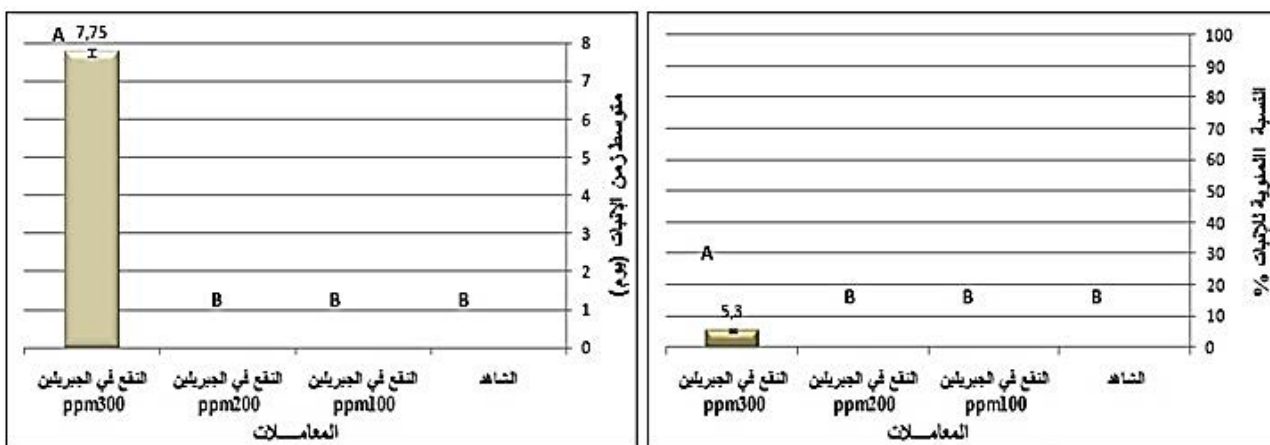 A 7,75
8
7
6
5
4
3
2
1
0
متوسط زمن الإنبات (يوم)
B B B
النقع في الجبريلين النقع في الجبريلين النقع في الجبريلين الشاهد
ppm300 ppm200 ppm100
المعامـــلات
100
90
80
70
60
50
40
30
20
10
0
النسبة المئوية للإنبات %
A
B B B
5,3
النقع في الجبريلين النقع في الجبريلين النقع في الجبريلين الشاهد
ppm300 ppm200 ppm100
المعامـــلات